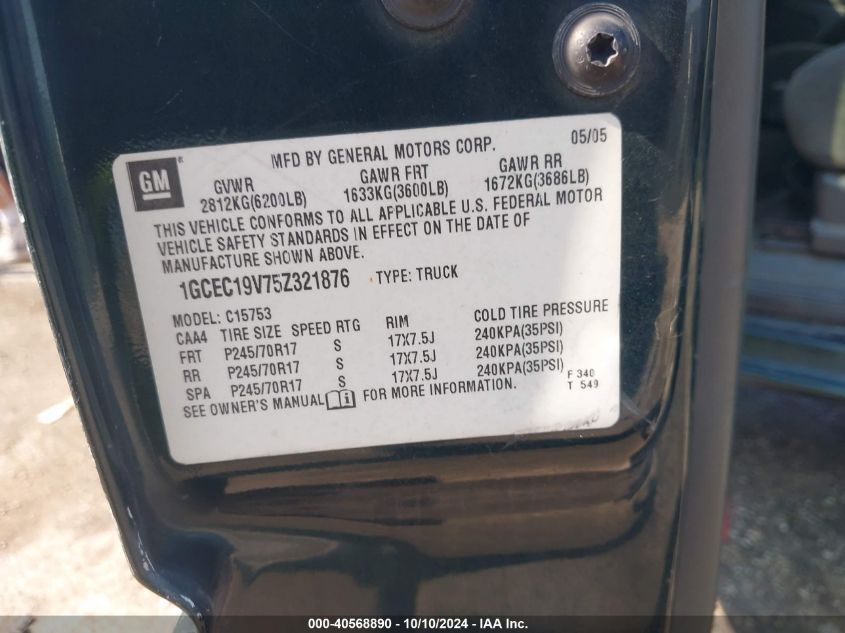 GM
MFD BY GENERAL MOTORS CORP. 05/05
GVWR GAWR FRT GAWR RR
2812KG(6200LB) 1633KG(3600LB) 1672KG(3686LB)
THIS VEHICLE CONFORMS TO ALL APPLICABLE U.S. FEDERAL MOTOR
VEHICLE SAFETY STANDARDS IN EFFECT ON THE DATE OF
MANUFACTURE SHOWN ABOVE.
1GCEC19V75Z321876 TYPE: TRUCK
MODEL: C15753
CAA4 TIRE SIZE SPEED RTG RIM COLD TIRE PRESSURE
FRT P245/70R17 S 17X7.5J 240KPA(35PSI)
RR P245/70R17 S 17X7.5J 240KPA(35PSI)
SPA P245/70R17 S 17X7.5J 240KPA(35PSI)
SEE OWNER'S MANUAL FOR MORE INFORMATION.
F 340
T 549
000-40568890 - 10/10/2024 - IAA Inc.